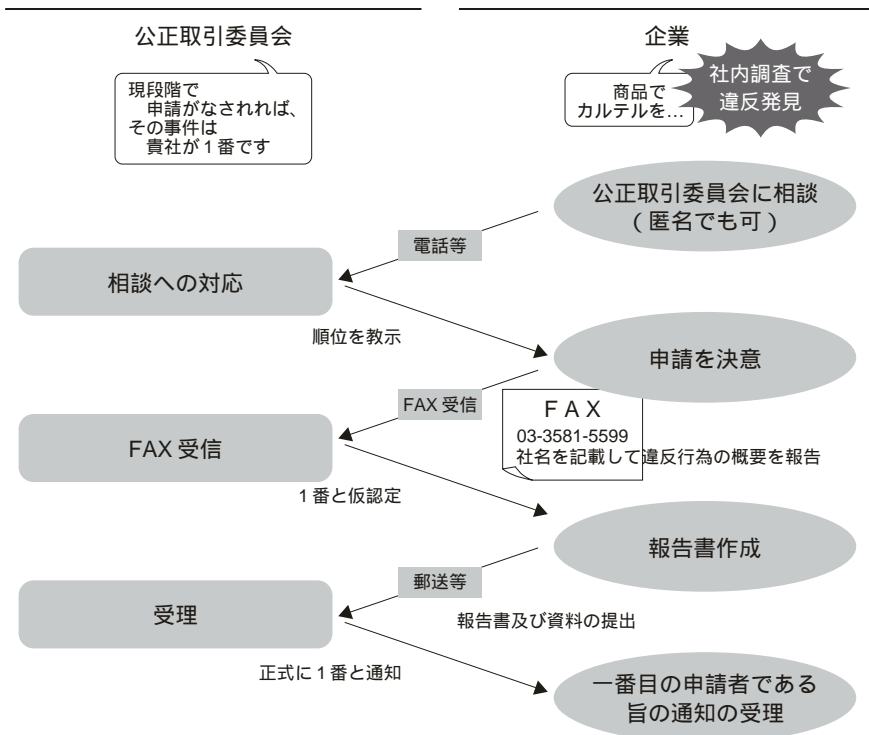 公正取引委員会
企業
現段階で
申請がなされれば、
その事件は
貴社が１番です
商品で
カルテルを…
社内調査で
違反発見
公正取引委員会に相談
（匿名でも可）
電話等
相談への対応
順位を教示
申請を決意
FAX 受信
ＦＡＸ
03-3581-5599
社名を記載して違反行為の概要を報告
FAX 受信
１番と仮認定
報告書作成
郵送等
受理
報告書及び資料の提出
正式に１番と通知
一番目の申請者である
旨の通知の受理